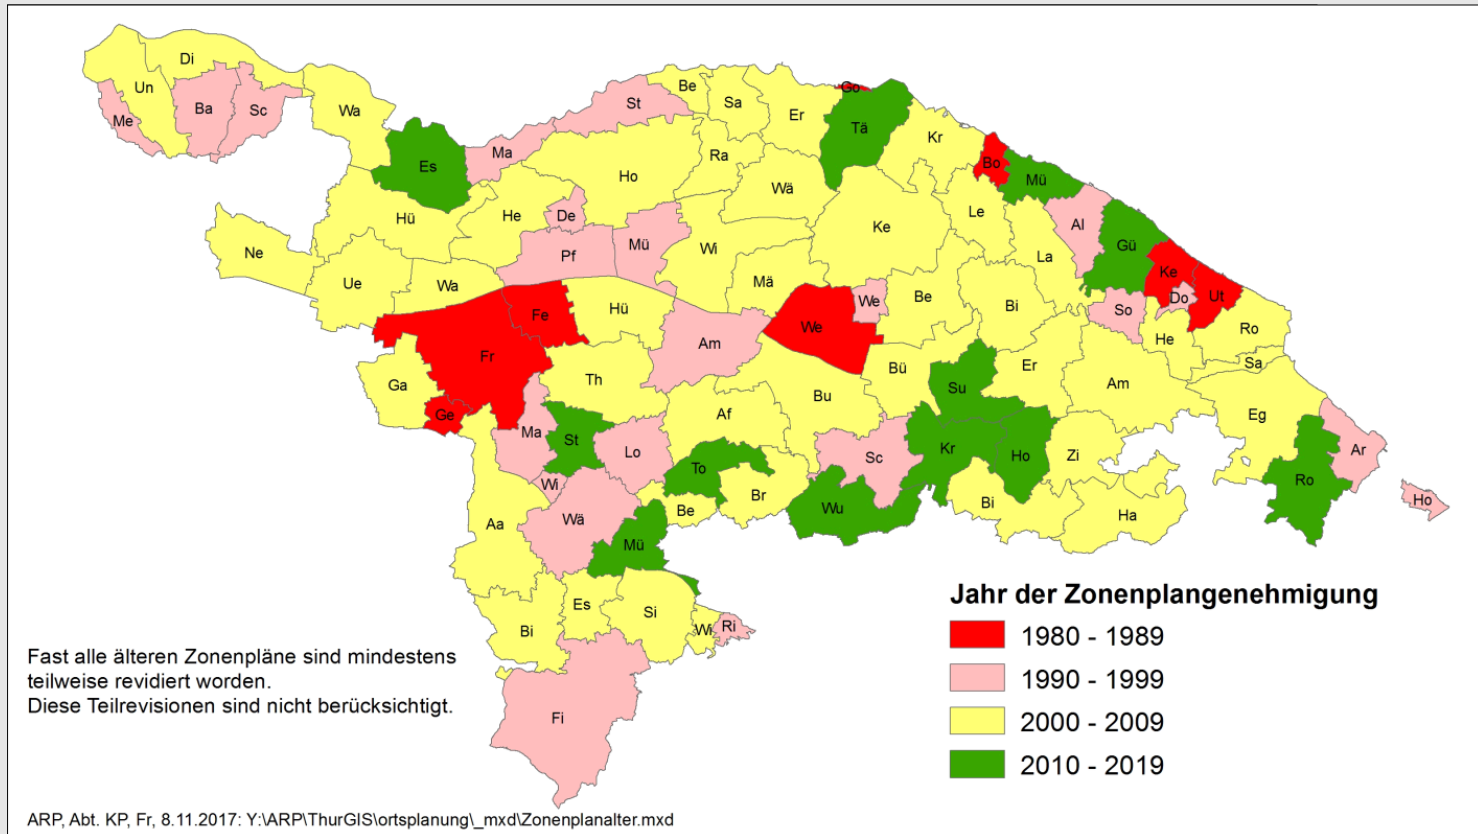 Di
Un
Me
Ba
Sc
Wa
Es
Ma
St
Be
Sa
Er
Go
Tä
Kr
Bo
Mü
Ra
Ho
Wä
Hü
He
De
Pf
Mü
Wi
Ke
Le
Al
La
Gü
Ne
Ue
Wa
Mä
We
Be
Bi
Ke
Do
Ut
So
He
Ro
Sa
Fe
Hü
Fr
Am
We
Ga
Th
Bü
Su
Er
Am
Ge
Ma
St
Af
Bu
Eg
Lo
To
Sc
Kr
Ho
Zi
Ar
Wi
Br
Ro
Aa
Wä
Be
Wu
Bi
Ha
Ho
Mü
Bi
Es
Si
Wi
Ri
Fi
Jahr der Zonenplangenehmigung
1980 - 1989
1990 - 1999
2000 - 2009
2010 - 2019
Fast alle älteren Zonenpläne sind mindestens
teilweise revidiert worden.
Diese Teilrevisionen sind nicht berücksichtigt.
ARP, Abt. KP, Fr, 8.11.2017: Y:\ARP\ThurGIS\ortsplanung\_mxd\Zonenplanalter.mxd